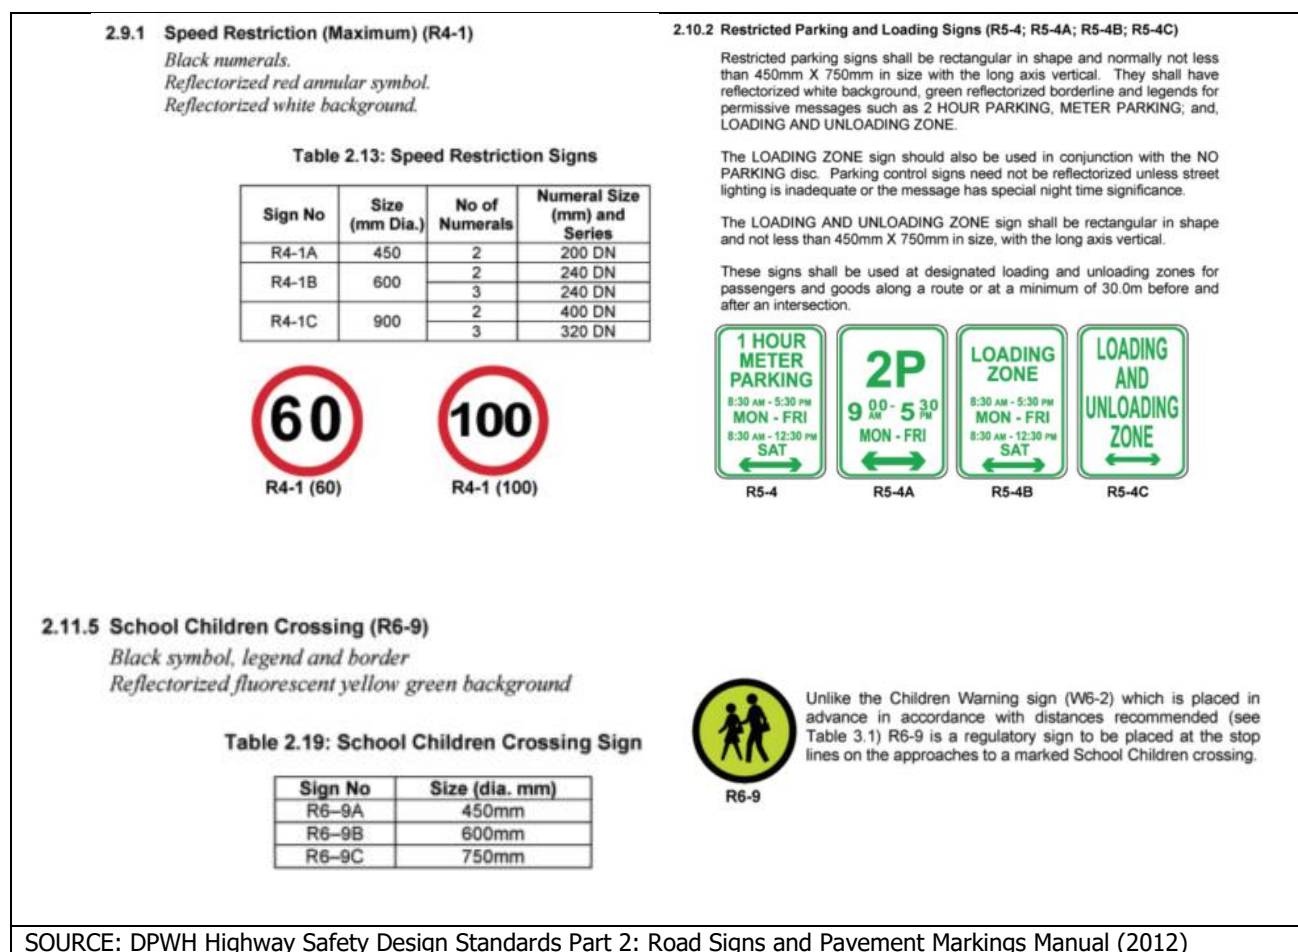 2.9.1 Speed Restriction (Maximum) (R4-1)
Black numerals.
Reflectorized red annular symbol.
Reflectorized white background.
Table 2.13: Speed Restriction Signs
Sign No Size (mm Dia.) No of Numerals Numeral Size (mm) and Series
R4-1A 450 2 200 DN
R4-1B 600 2 240 DN
3 240 DN
R4-1C 900 2 400 DN
3 320 DN
60
100
R4-1 (60)
R4-1 (100)
2.10.2 Restricted Parking and Loading Signs (R5-4; R5-4A; R5-4B; R5-4C)
Restricted parking signs shall be rectangular in shape and normally not less
than 450mm X 750mm in size with the long axis vertical. They shall have
reflectorized white background, green reflectorized borderline and legends for
permissive messages such as 2 HOUR PARKING, METER PARKING; and,
LOADING AND UNLOADING ZONE.
The LOADING ZONE sign should also be used in conjunction with the NO
PARKING disc. Parking control signs need not be reflectorized unless street
lighting is inadequate or the message has special night time significance.
The LOADING AND UNLOADING ZONE sign shall be rectangular in shape
and not less than 450mm X 750mm in size, with the long axis vertical.
These signs shall be used at designated loading and unloading zones for
passengers and goods along a route or at a minimum of 30.0m before and
after an intersection.
1 HOUR
METER
PARKING
8:30 AM - 5:30 PM
MON - FRI
8:30 AM - 12:30 PM
SAT
R5-4
2P
9 00 AM - 5 30 PM
MON - FRI
R5-4A
LOADING
ZONE
8:30 AM - 5:30 PM
MON - FRI
8:30 AM - 12:30 PM
SAT
R5-4B
LOADING
AND
UNLOADING
ZONE
R5-4C
2.11.5 School Children Crossing (R6-9)
Black symbol, legend and border
Reflectorized fluorescent yellow green background
Table 2.19: School Children Crossing Sign
Sign No Size (dia. mm)
R6–9A 450mm
R6–9B 600mm
R6–9C 750mm
R6-9
Unlike the Children Warning sign (W6-2) which is placed in
advance in accordance with distances recommended (see
Table 3.1) R6-9 is a regulatory sign to be placed at the stop
lines on the approaches to a marked School Children crossing.
SOURCE: DPWH Highway Safety Design Standards Part 2: Road Signs and Pavement Markings Manual (2012)